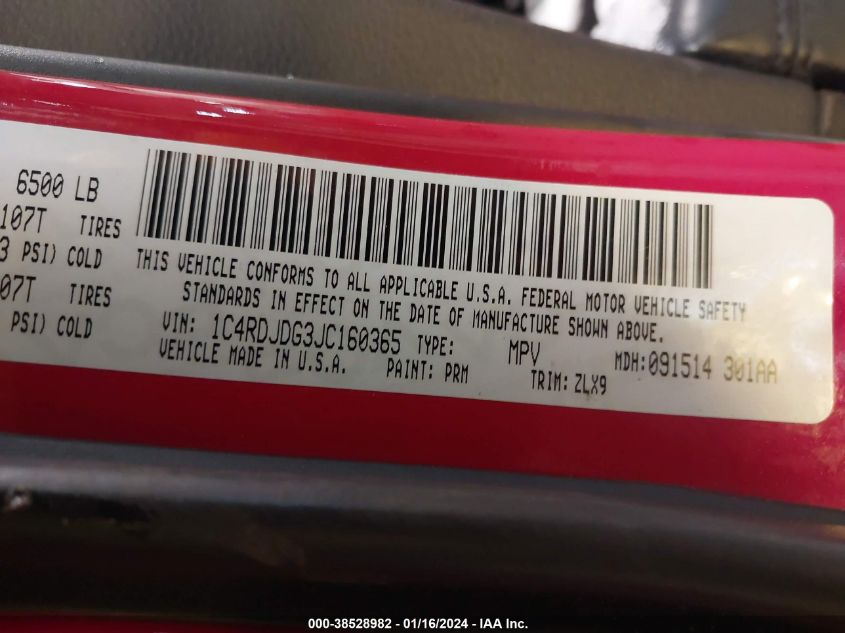 6500 LB
107T TIRES
3 PSI) COLD
07T TIRES
PSI) COLD
THIS VEHICLE CONFORMS TO ALL APPLICABLE U.S.A. FEDERAL MOTOR VEHICLE SAFETY
STANDARDS IN EFFECT ON THE DATE OF MANUFACTURE SHOWN ABOVE.
VIN: 1C4RDJDG3JC160365 TYPE: MPV MDH:091514 301AA
VEHICLE MADE IN U.S.A. PAINT: PRM TRIM: ZLX9
000-38528982 - 01/16/2024 - IAA Inc.